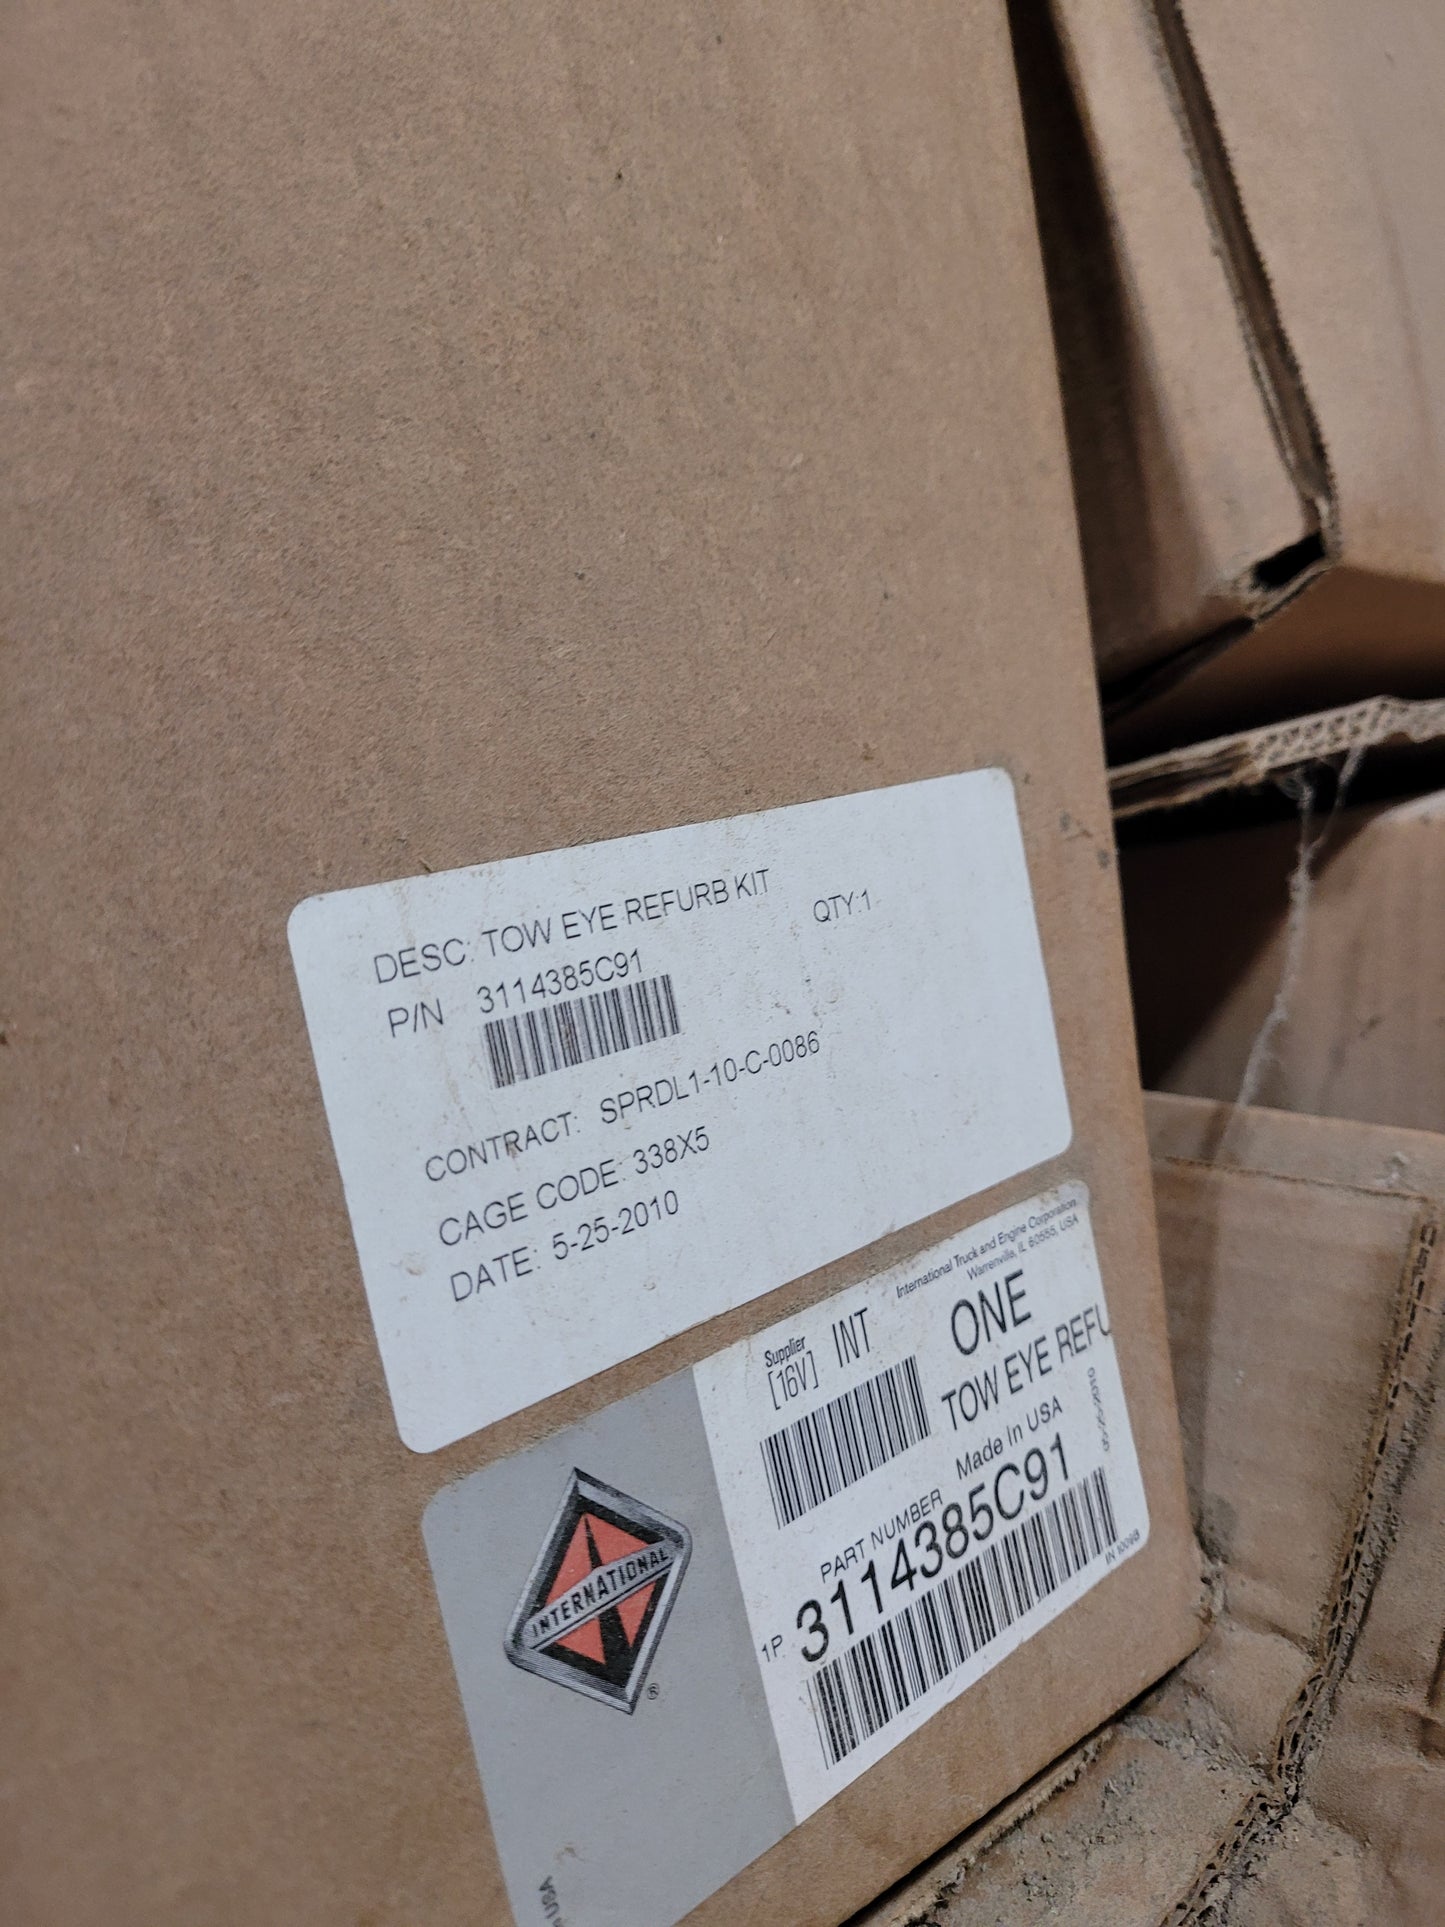 DESC: TOW EYE REFURB KIT
QTY:1
P/N 3114385C91
CONTRACT: SPRDL1-10-C-0086
CAGE CODE: 338X5
DATE: 5-25-2010
International Truck and Engine Corporation
Warrenville, IL 60555, USA
Supplier
[16V] INT
ONE
TOW EYE REFU
Made In USA
PART NUMBER
1P 3114385C91
INTERNATIONAL
®
USA